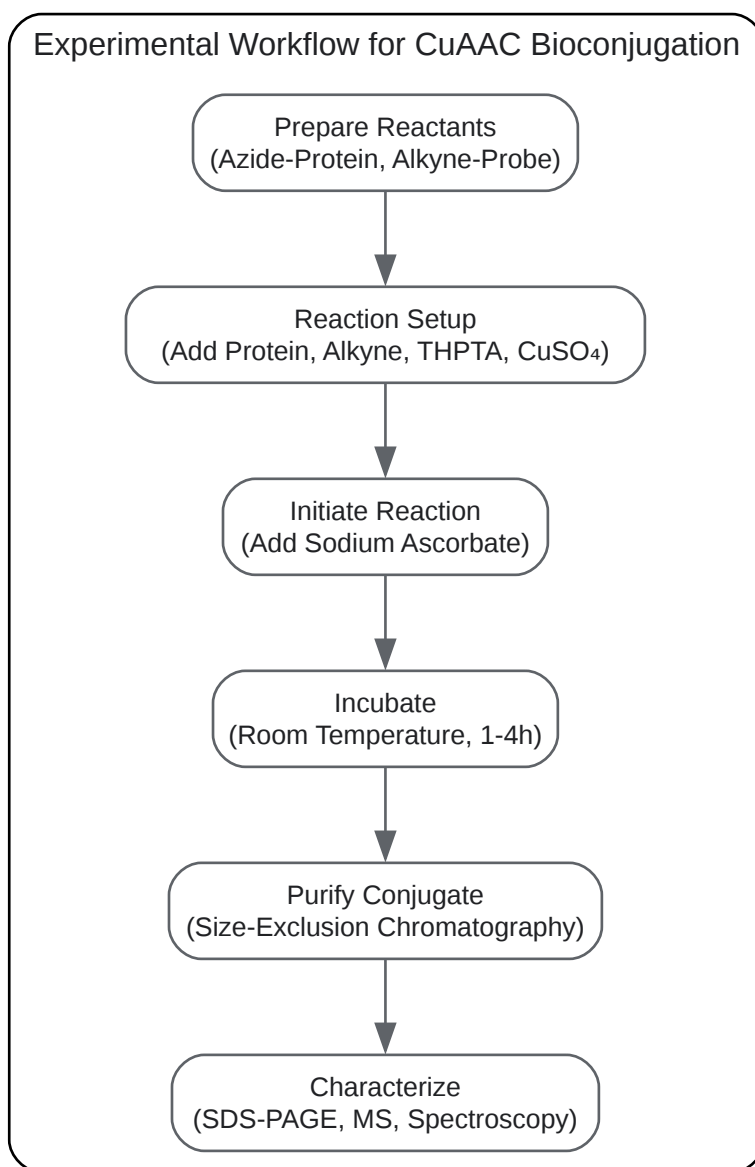 Experimental Workflow for CuAAC Bioconjugation
Prepare Reactants
(Azide-Protein, Alkyne-Probe)
Reaction Setup
(Add Protein, Alkyne, THPTA, CuSO₄)
Initiate Reaction
(Add Sodium Ascorbate)
Incubate
(Room Temperature, 1-4h)
Purify Conjugate
(Size-Exclusion Chromatography)
Characterize
(SDS-PAGE, MS, Spectroscopy)